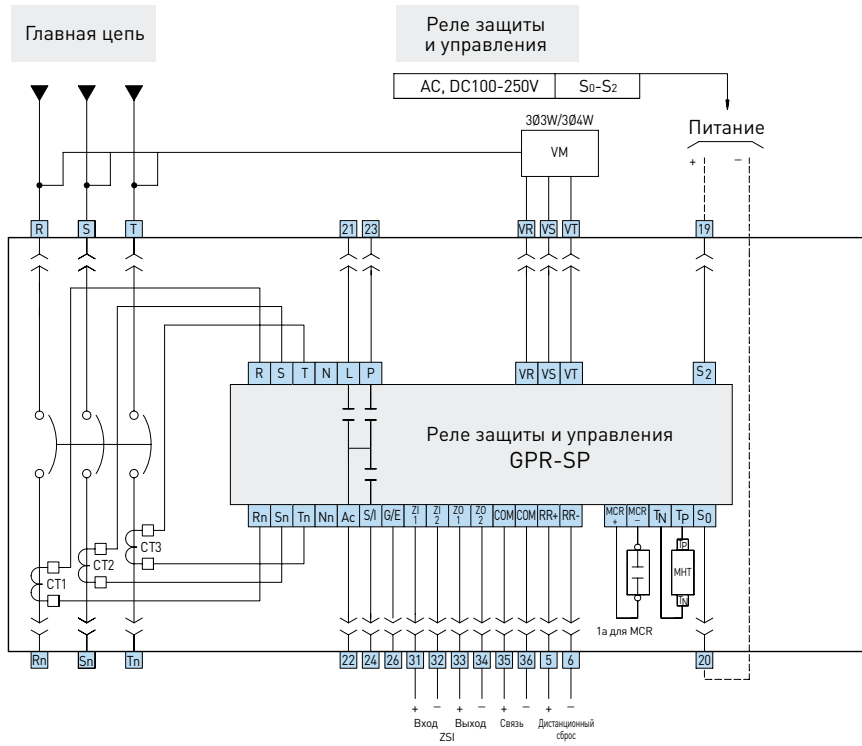 Главная цепь
Реле защиты
и управления
AC, DC100-250V S0-S2
Питание
3Ø3W/3Ø4W
VM
+ −
R S T 21 23 VR VS VT 19
R S T N L P VR VS VT S2
Реле защиты и управления
GPR-SP
Rn Sn Tn Nn Ac S/I G/E ZI 1 ZI 2 ZO 1 ZO 2 COM COM RR+ RR- MCR + MCR − TN TP S0
CT1 CT2 CT3
TP
МНТ
TN
1a для MCR
Rn Sn Tn 22 24 26 31 32 33 34 35 36 5 6 20
+ − + − + − + −
Вход Выход Связь Дистанционный
ZSI сброс